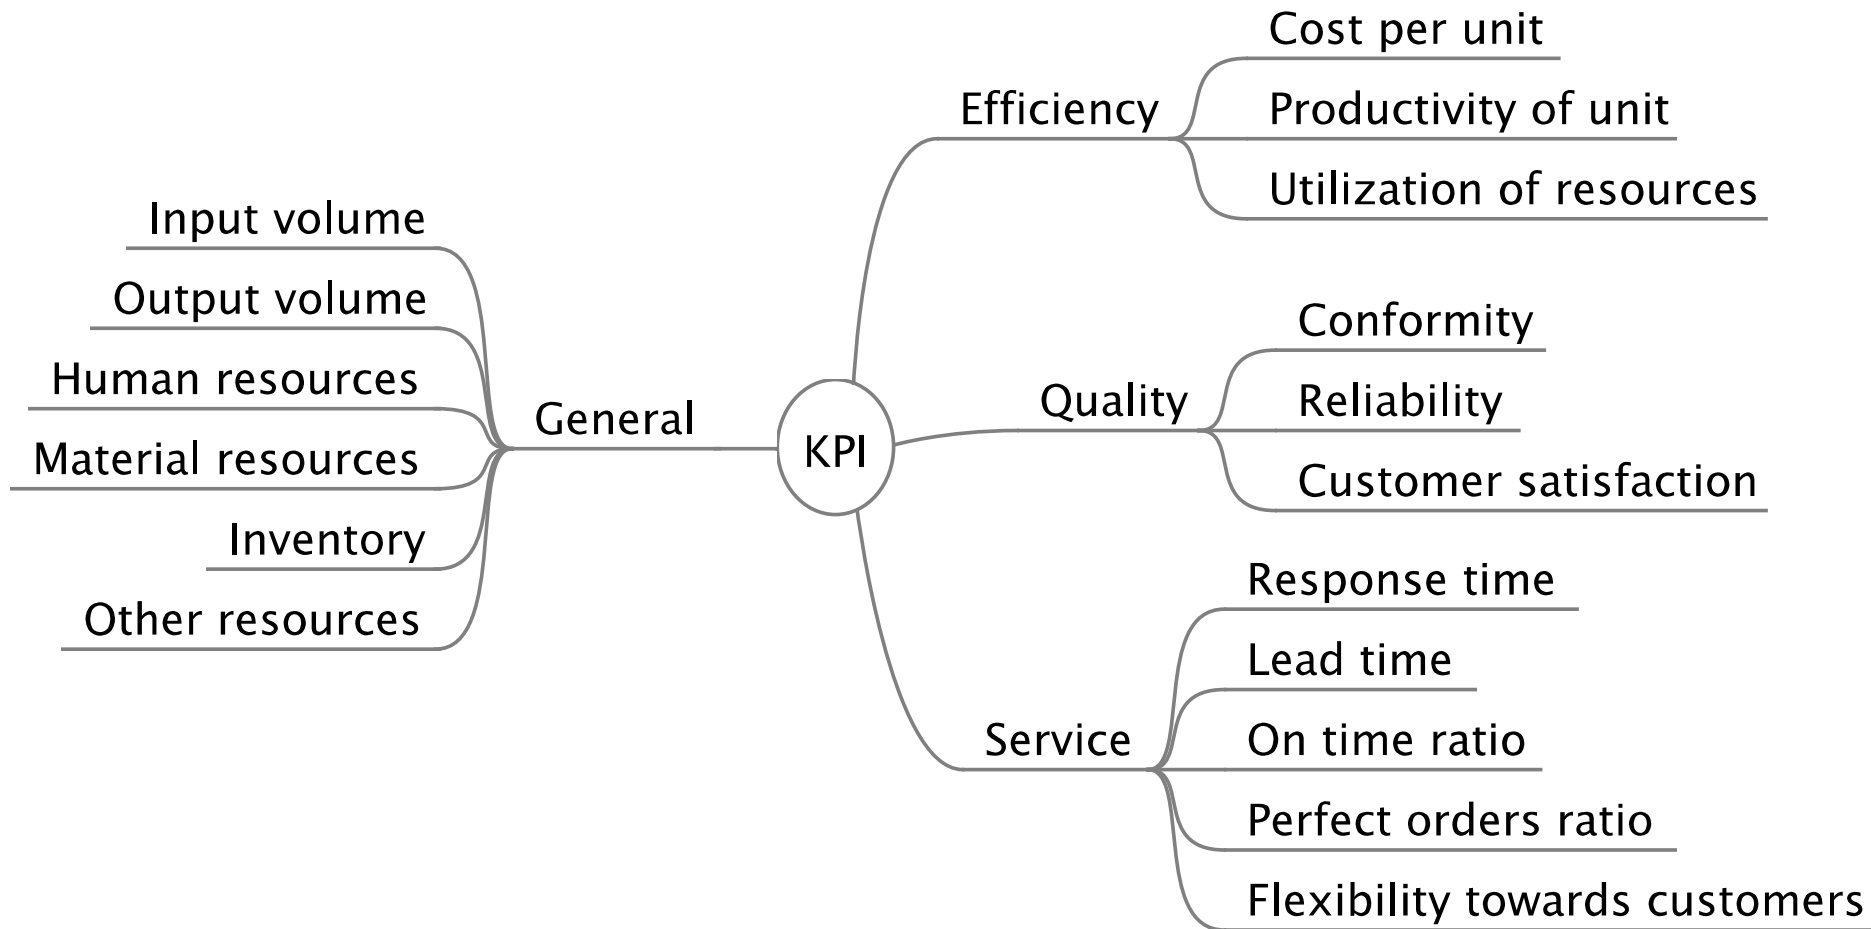 KPI
General
Input volume
Output volume
Human resources
Material resources
Inventory
Other resources
Efficiency
Cost per unit
Productivity of unit
Utilization of resources
Quality
Conformity
Reliability
Customer satisfaction
Service
Response time
Lead time
On time ratio
Perfect orders ratio
Flexibility towards customers